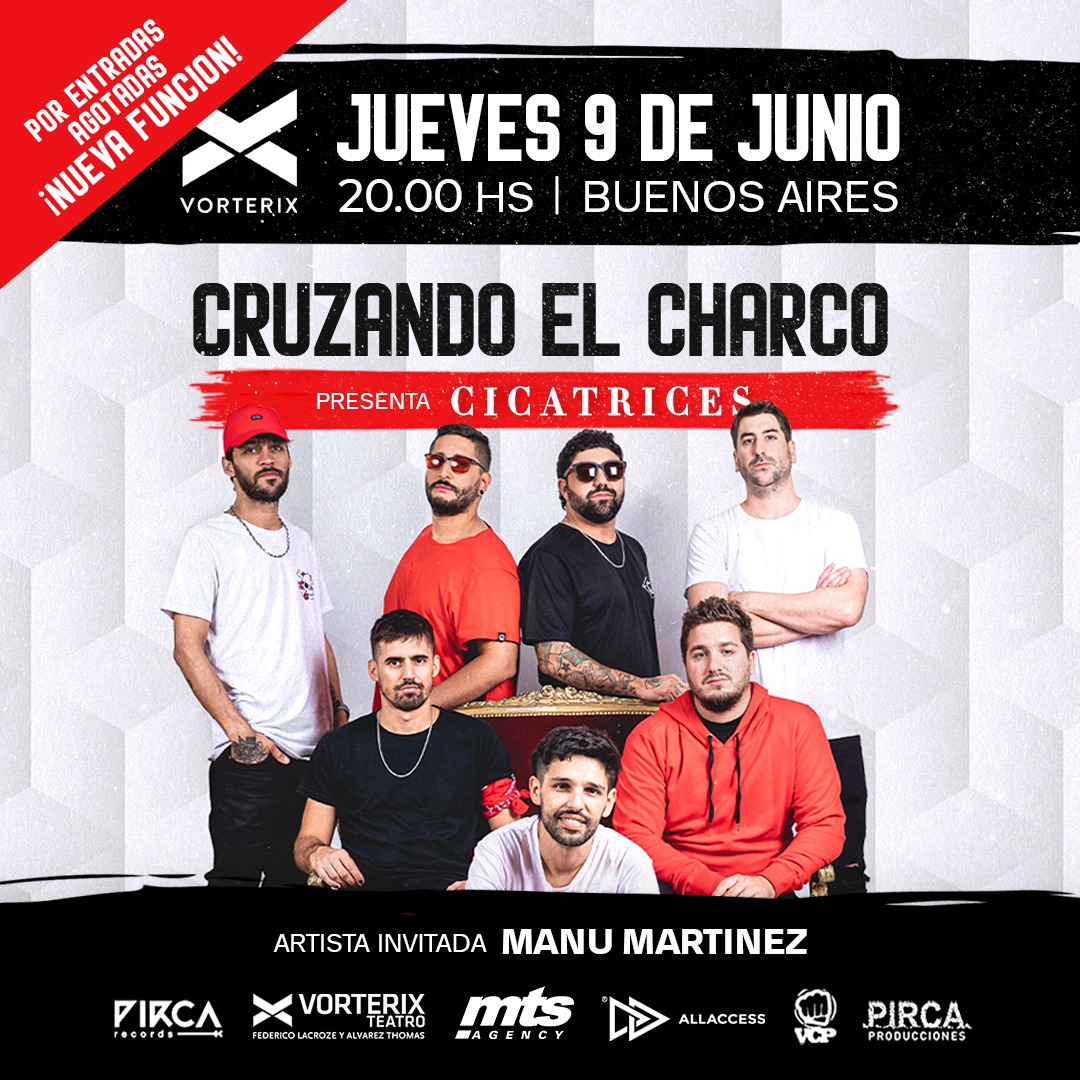 POR ENTRADAS
AGOTADAS
¡NUEVA FUNCION!
VORTERIX
JUEVES 9 DE JUNIO
20.00 HS | BUENOS AIRES
CRUZANDO EL CHARCO
PRESENTA CICATRICES
ARTISTA INVITADA MANU MARTINEZ
PIRCA
records
VORTERIX
TEATRO
FEDERICO LACROZE Y ALVAREZ THOMAS
mts
AGENCY
® ALLACCESS
VCP
PIRCA
PRODUCCIONES